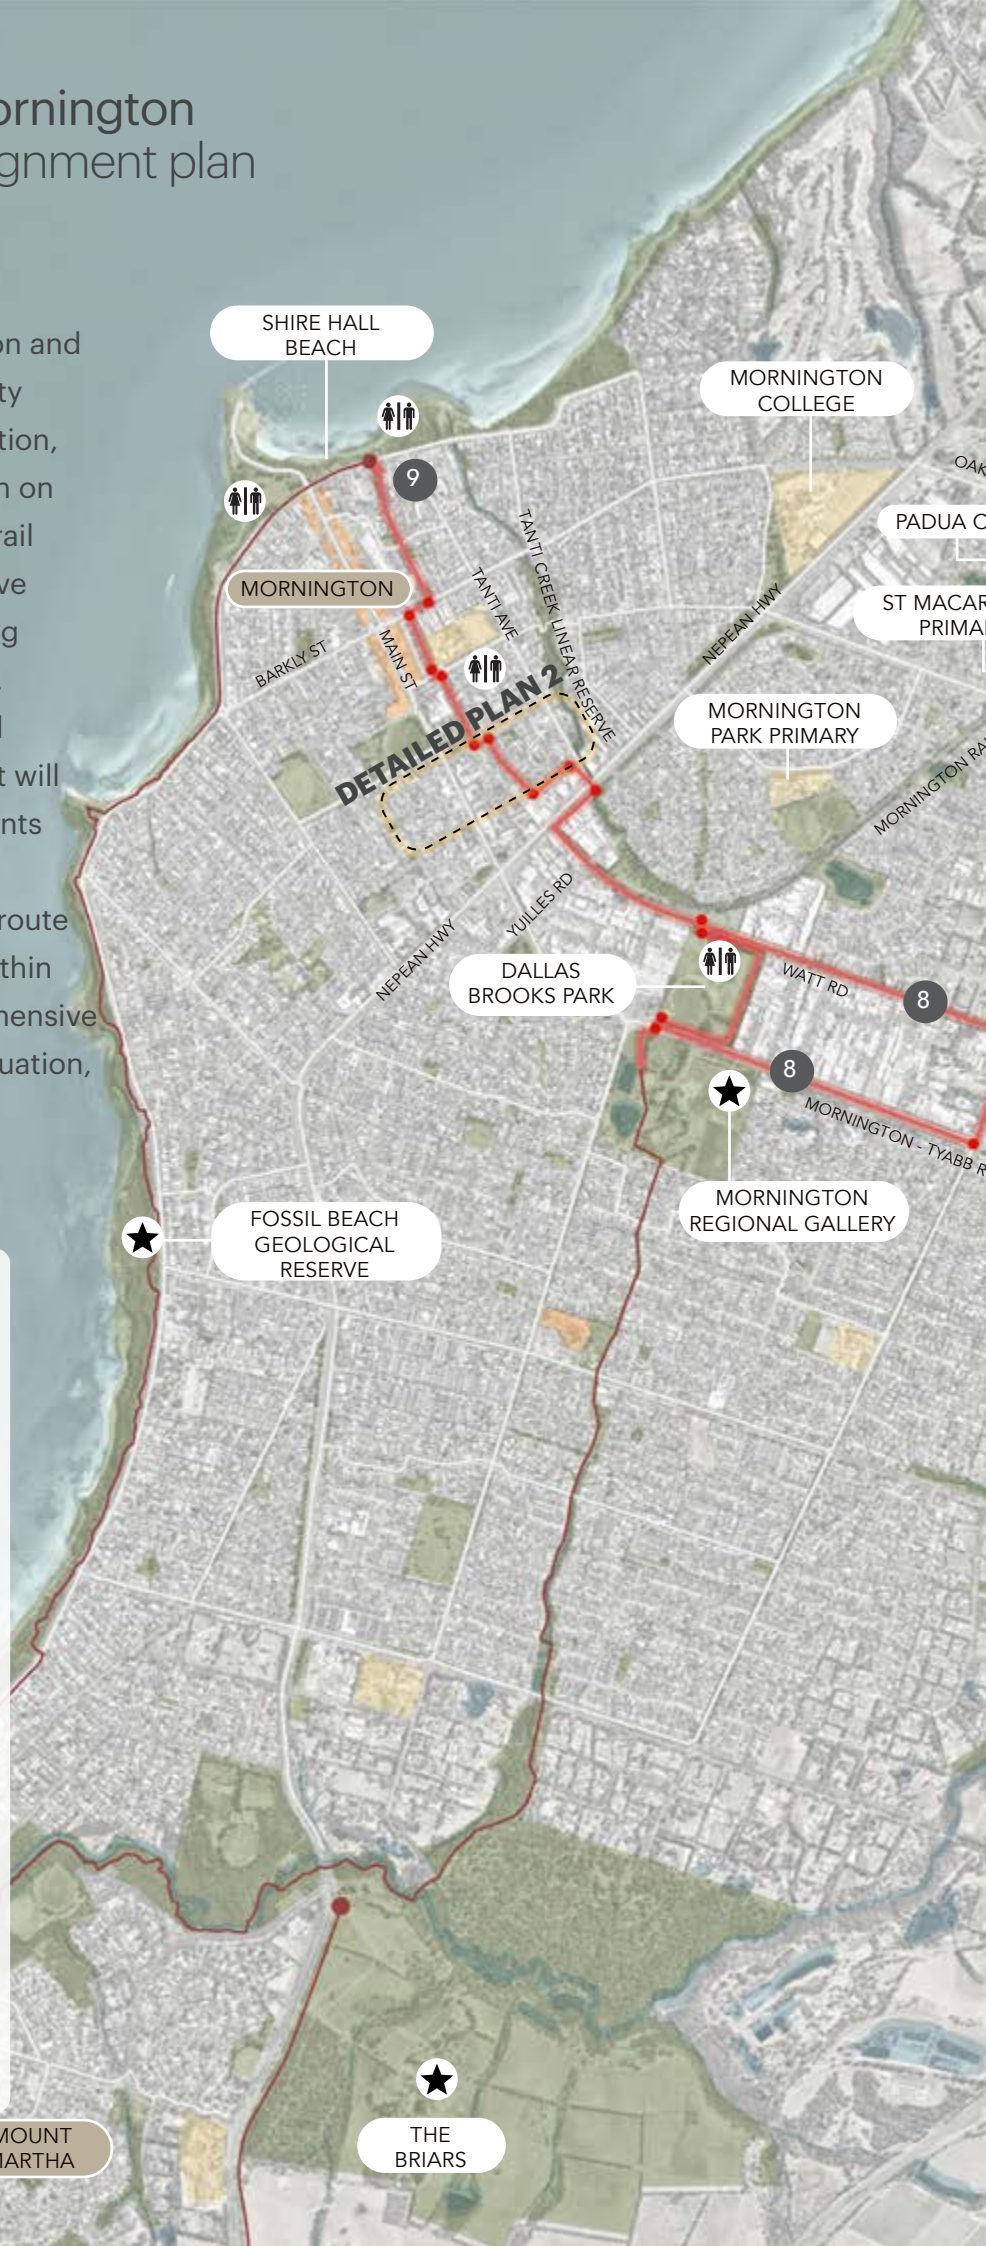 ornington
gnment plan
on and
ty
tion,
n on
rail
ve
g
l
t will
nts
route
thin
hensive
uation,
SHIRE HALL
BEACH
MORNINGTON
COLLEGE
OAK
9
PADUA C
TANTI CREEK LINEAR RESERVE
TANTI AVE
MORNINGTON
NEPEAN HWY
ST MACAR
PRIMA
BARKLY ST
MAIN ST
DETAILED PLAN 2
MORNINGTON
PARK PRIMARY
MORNINGTON RA
YUILLES RD
NEPEAN HWY
DALLAS
BROOKS PARK
WATT RD
8
8
MORNINGTON - TYABB R
MORNINGTON
REGIONAL GALLERY
FOSSIL BEACH
GEOLOGICAL
RESERVE
THE
BRIARS
MOUNT
MARTHA